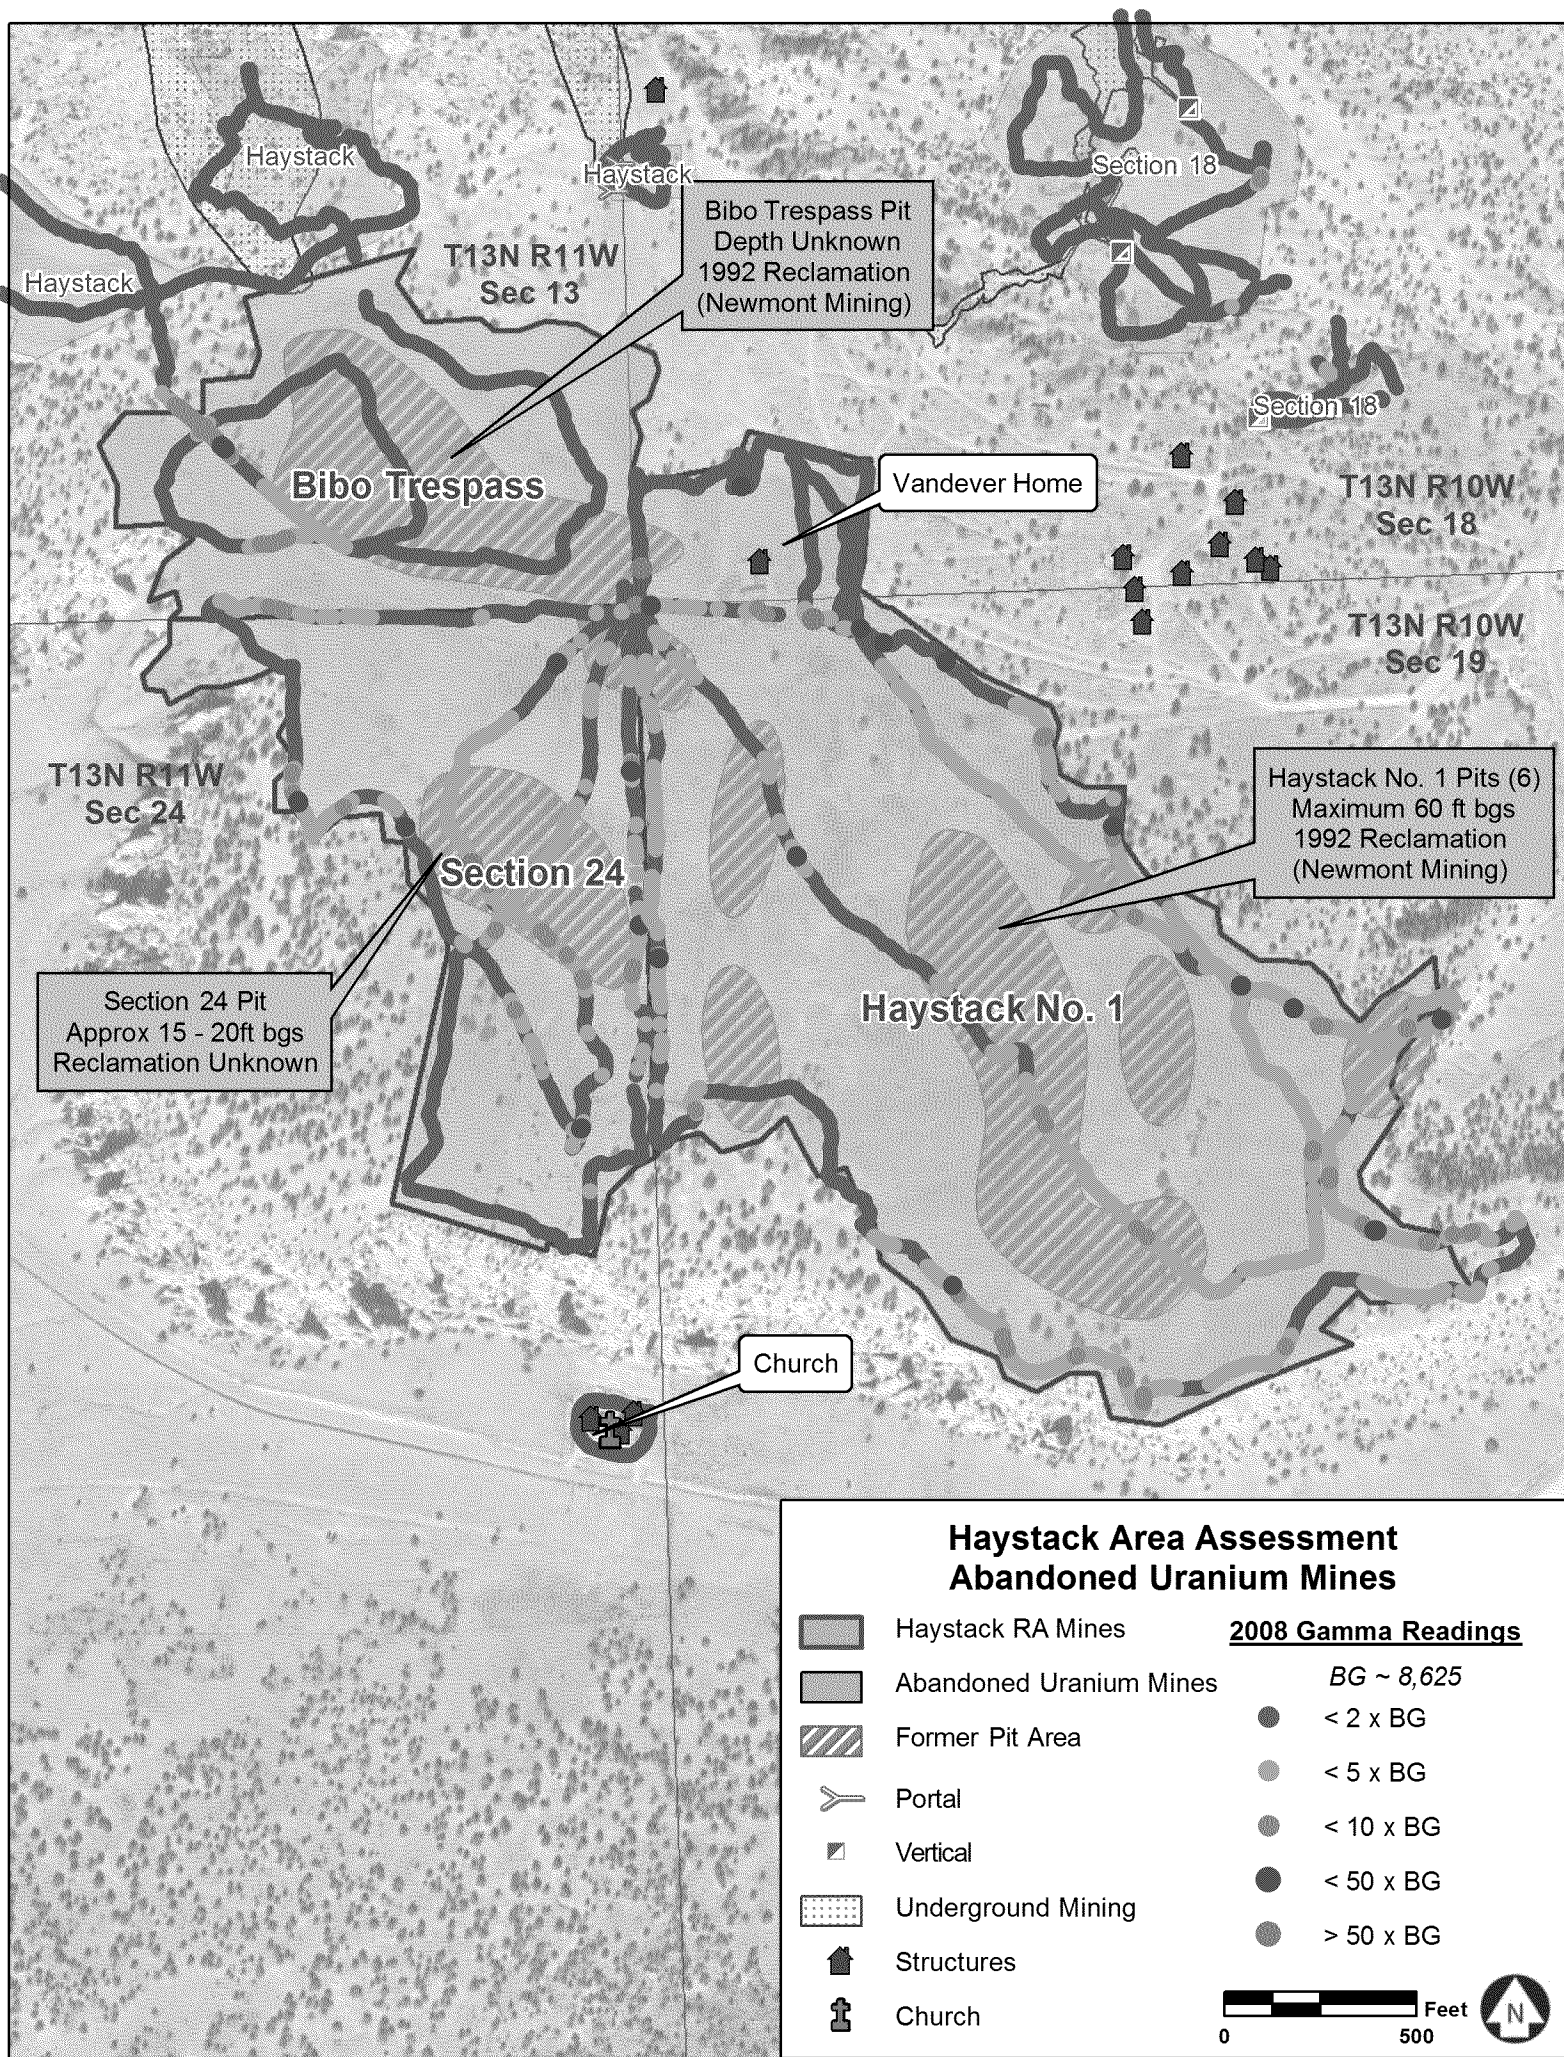 Haystack
Haystack
Section 18
Bibo Trespass Pit
Depth Unknown
1992 Reclamation
(Newmont Mining)
T13N R11W
Sec 13
Haystack
Section 18
Bibo Trespass
Vandever Home
T13N R10W
Sec 18
T13N R10W
Sec 19
T13N R11W
Sec 24
Haystack No. 1 Pits (6)
Maximum 60 ft bgs
1992 Reclamation
(Newmont Mining)
Section 24
Section 24 Pit
Approx 15 - 20ft bgs
Reclamation Unknown
Haystack No. 1
Church
Haystack Area Assessment
Abandoned Uranium Mines
Haystack RA Mines
Abandoned Uranium Mines
Former Pit Area
Portal
Vertical
Underground Mining
Structures
Church
2008 Gamma Readings
BG ~ 8,625
< 2 x BG
< 5 x BG
< 10 x BG
< 50 x BG
> 50 x BG
Feet
0 500
N